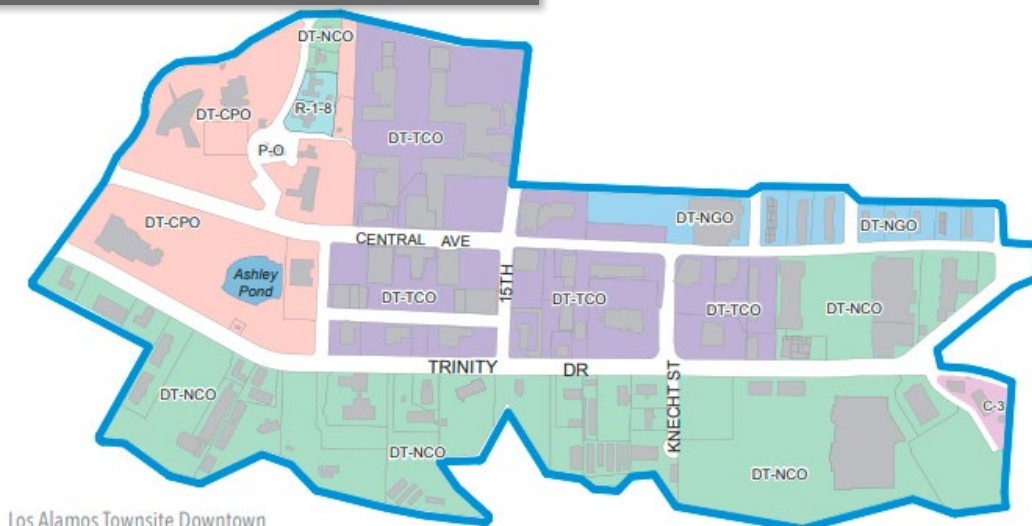 DT-NCO
DT-CPO
R-1-8
DT-TCO
P-O
DT-CPO
DT-NGO
DT-NGO
CENTRAL AVE
Ashley
Pond
15TH
DT-TCO
DT-TCO
DT-TCO
DT-NCO
TRINITY DR
DT-NCO
KNECHT ST
C-3
DT-NCO
DT-NCO
Los Alamos Townsite Downtown